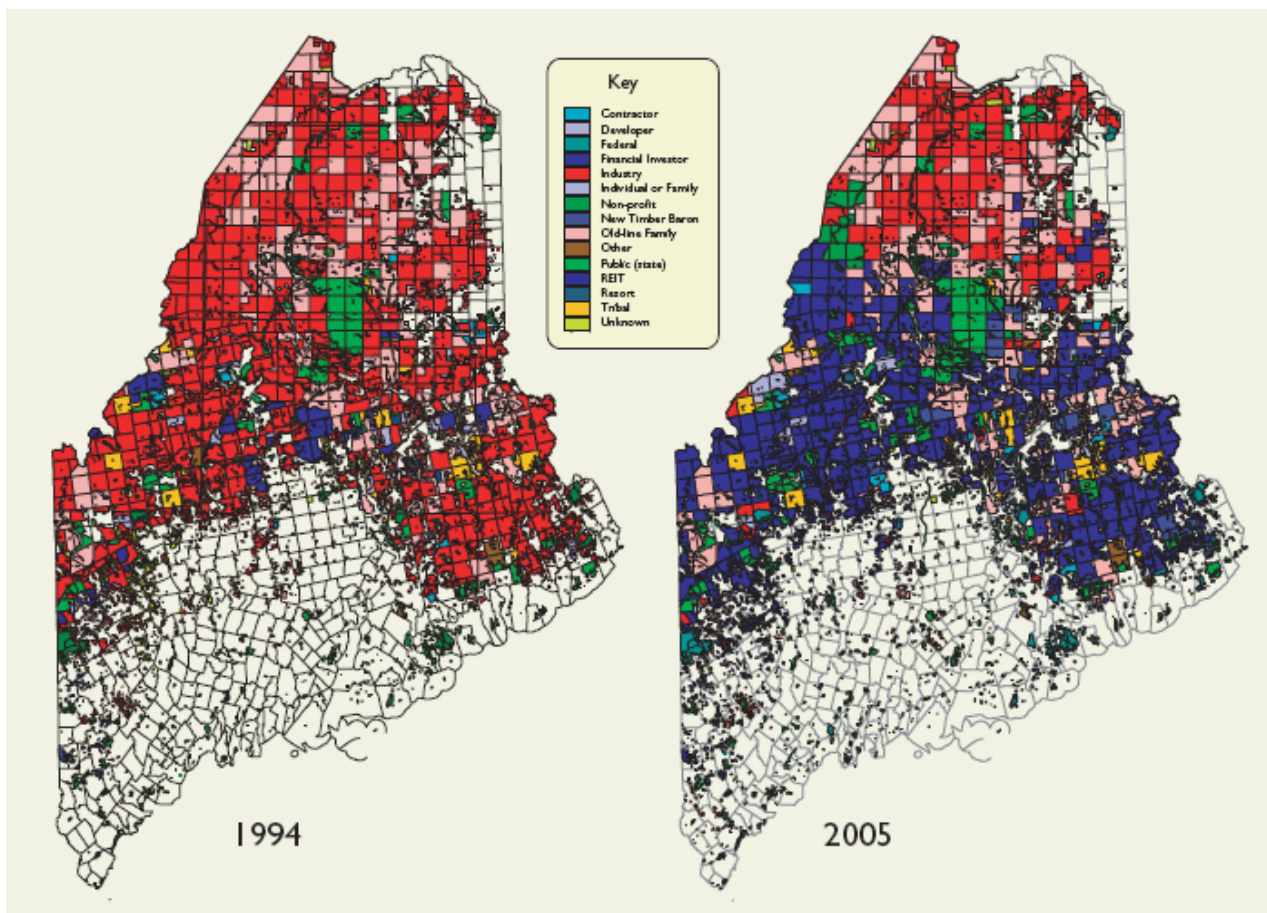 Key
Contractor
Developer
Federal
Financial Investor
Industry
Individual or Family
Non-profit
New Timber Baron
Old-line Family
Other
Public (state)
REIT
Resort
Tribal
Unknown
1994
2005